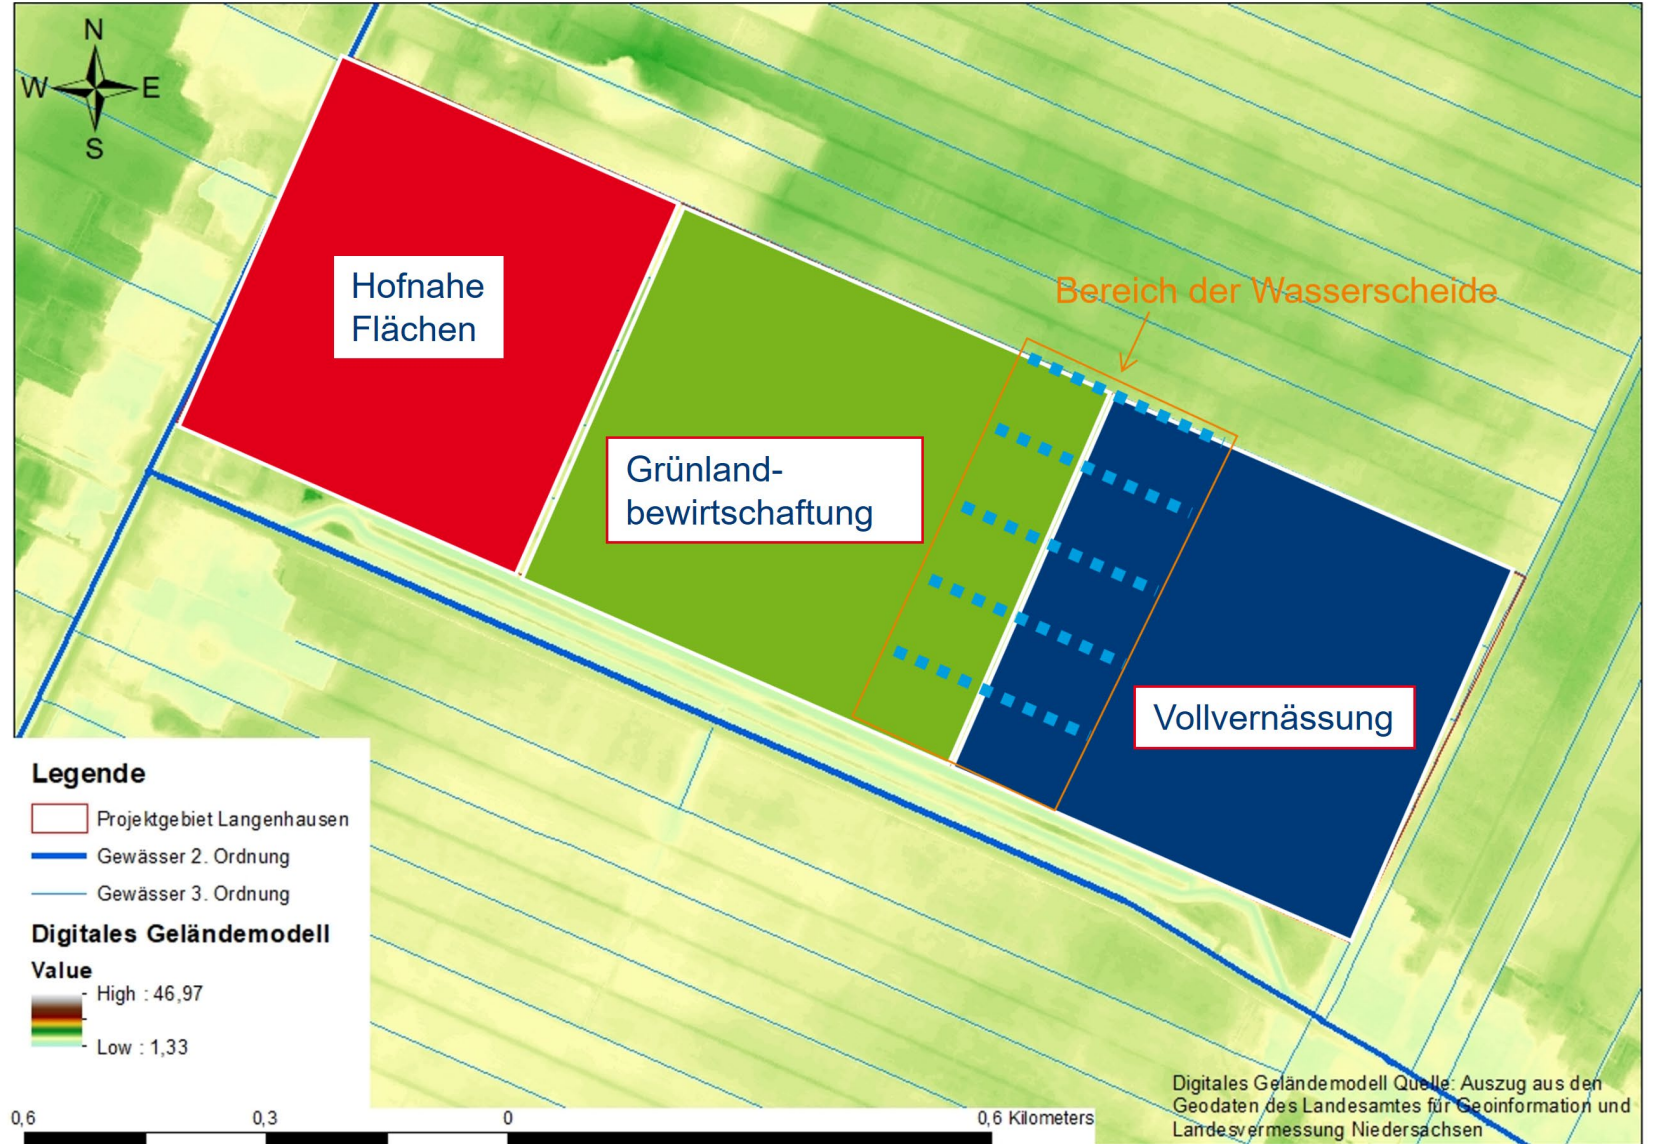 N
W E
S
Hofnahe
Flächen
Bereich der Wasserscheide
Grünland-
bewirtschaftung
Vollvernässung
Legende
Projektgebiet Langenhausen
Gewässer 2. Ordnung
Gewässer 3. Ordnung
Digitales Geländemodell
Value
High : 46,97
Low : 1,33
0,6 0,3 0 0,6 Kilometers
Digitales Geländemodell Quelle: Auszug aus den
Geodaten des Landesamtes für Geoinformation und
Landesvermessung Niedersachsen